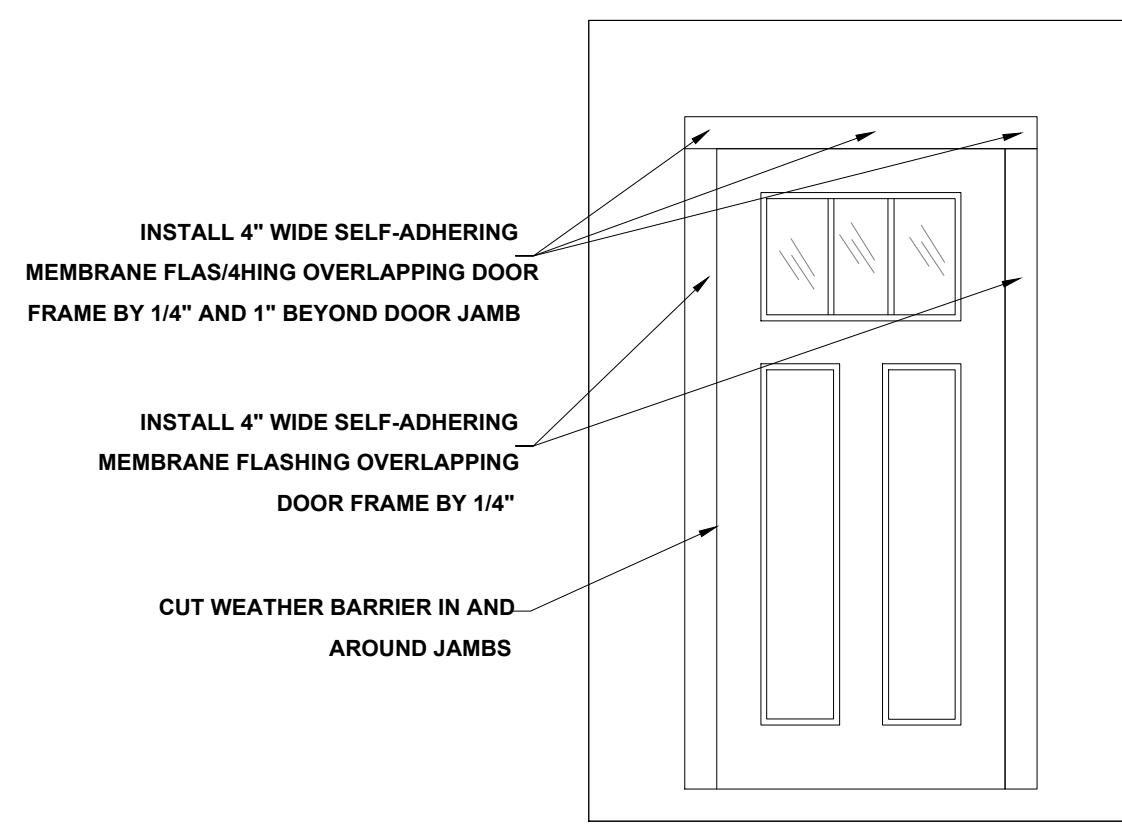 INSTALL 4" WIDE SELF-ADHERING
MEMBRANE FLAS/4HING OVERLAPPING DOOR
FRAME BY 1/4" AND 1" BEYOND DOOR JAMB
INSTALL 4" WIDE SELF-ADHERING
MEMBRANE FLASHING OVERLAPPING
DOOR FRAME BY 1/4"
CUT WEATHER BARRIER IN AND
AROUND JAMBS